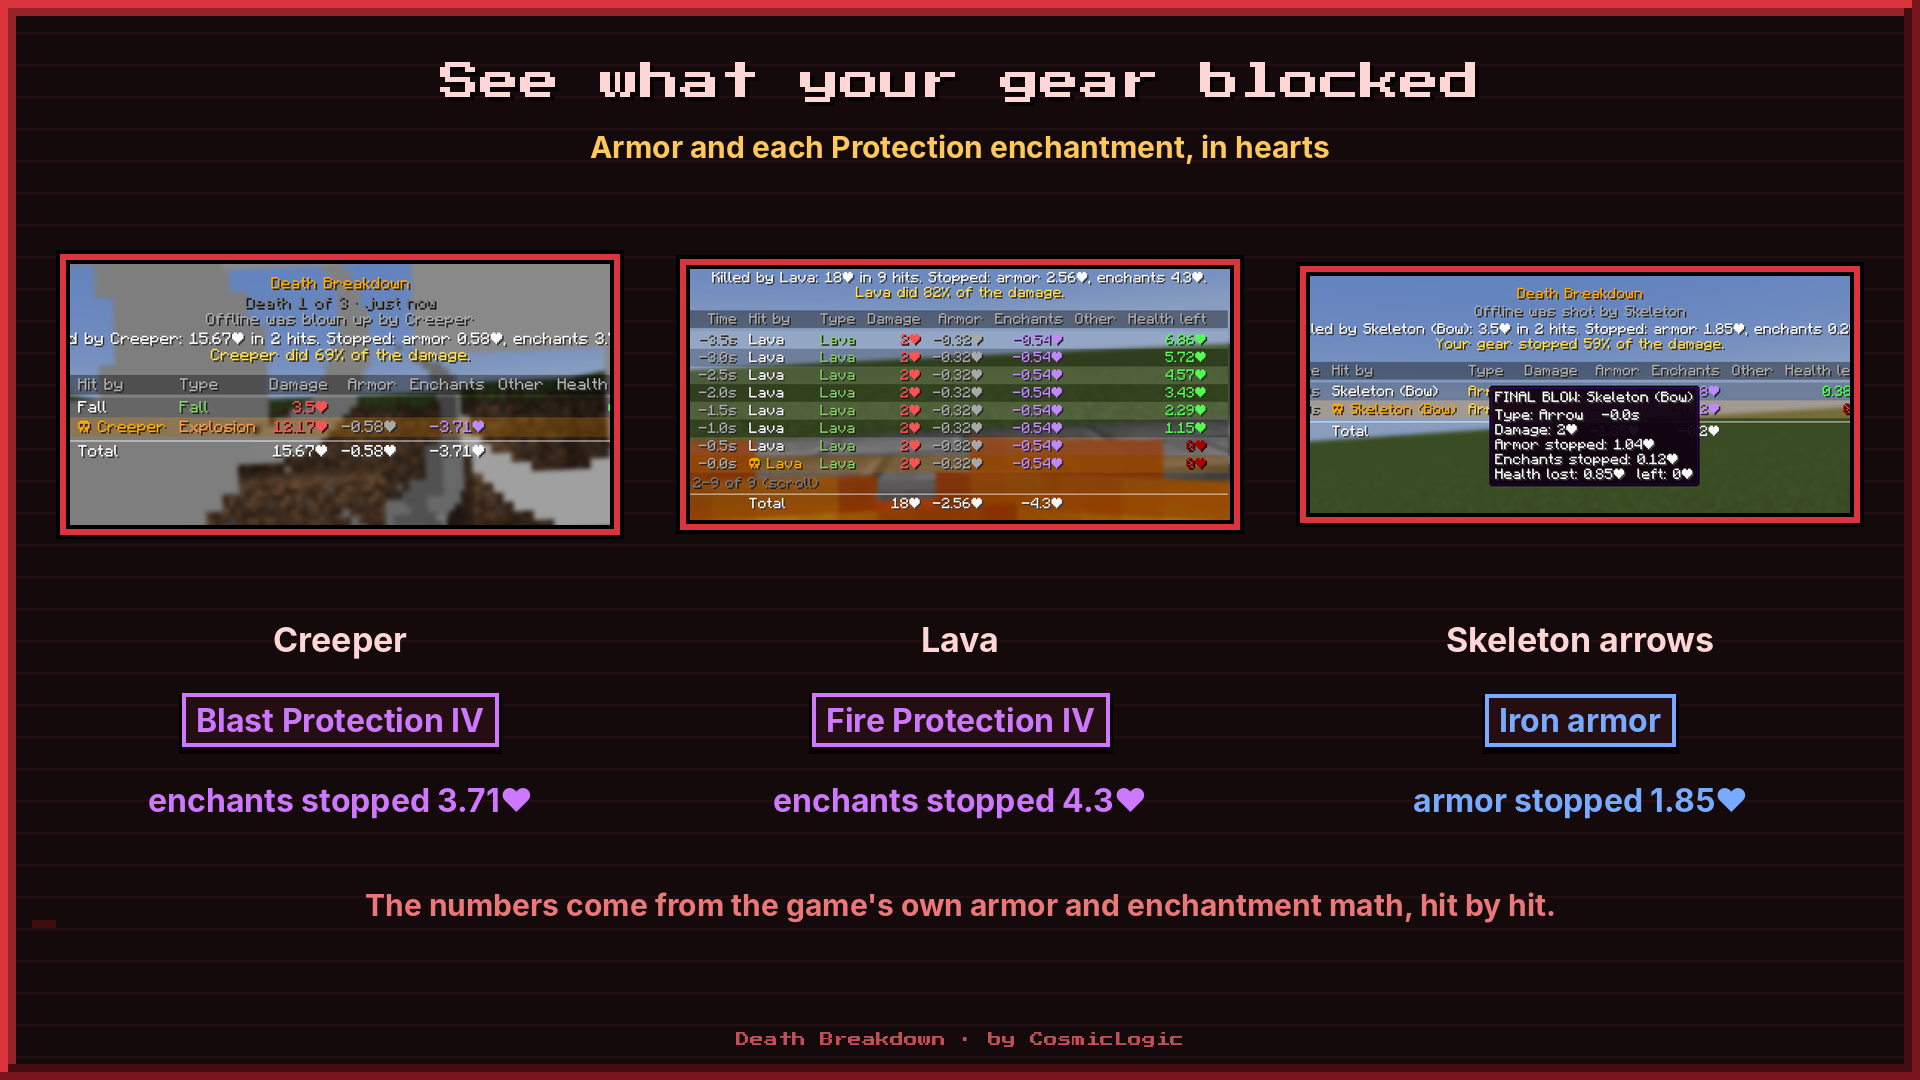 See what your gear blocked
Armor and each Protection enchantment, in hearts
Death Breakdown
Death 1 of 3 · just now
Offline was blown up by Creeper
d by Creeper: 15.67♥ in 2 hits. Stopped: armor 0.58♥, enchants 3.
Creeper did 69% of the damage.
Hit by Type Damage Armor Enchants Other Health
Fall Fall 3.5♥
Creeper Explosion 12.17♥ -0.58♥ -3.71♥
Total 15.67♥ -0.58♥ -3.71♥
Killed by Lava: 18♥ in 9 hits. Stopped: armor 2.56♥, enchants 4.3♥.
Lava did 82% of the damage.
Time Hit by Type Damage Armor Enchants Other Health left
-3.5s Lava Lava 2♥ -0.32♥ -0.54♥ 6.86♥
-3.0s Lava Lava 2♥ -0.32♥ -0.54♥ 5.72♥
-2.5s Lava Lava 2♥ -0.32♥ -0.54♥ 4.57♥
-2.0s Lava Lava 2♥ -0.32♥ -0.54♥ 3.43♥
-1.5s Lava Lava 2♥ -0.32♥ -0.54♥ 2.29♥
-1.0s Lava Lava 2♥ -0.32♥ -0.54♥ 1.15♥
-0.5s Lava Lava 2♥ -0.32♥ -0.54♥ 0♥
-0.0s Lava Lava 2♥ -0.32♥ -0.54♥ 0♥
2-9 of 9 (scroll)
Total 18♥ -2.56♥ -4.3♥
Death Breakdown
Offline was shot by Skeleton
led by Skeleton (Bow): 3.5♥ in 2 hits. Stopped: armor 1.85♥, enchants 0.2
Your gear stopped 59% of the damage.
e Hit by Type Damage Armor Enchants Other Health le
s Skeleton (Bow) Arr 0.38
s Skeleton (Bow) Arr
Total 2♥
FINAL BLOW: Skeleton (Bow)
Type: Arrow -0.0s
Damage: 2♥
Armor stopped: 1.04♥
Enchants stopped: 0.12♥
Health lost: 0.85♥ left: 0♥
Creeper
Blast Protection IV
enchants stopped 3.71♥
Lava
Fire Protection IV
enchants stopped 4.3♥
Skeleton arrows
Iron armor
armor stopped 1.85♥
The numbers come from the game's own armor and enchantment math, hit by hit.
Death Breakdown · by CosmicLogic